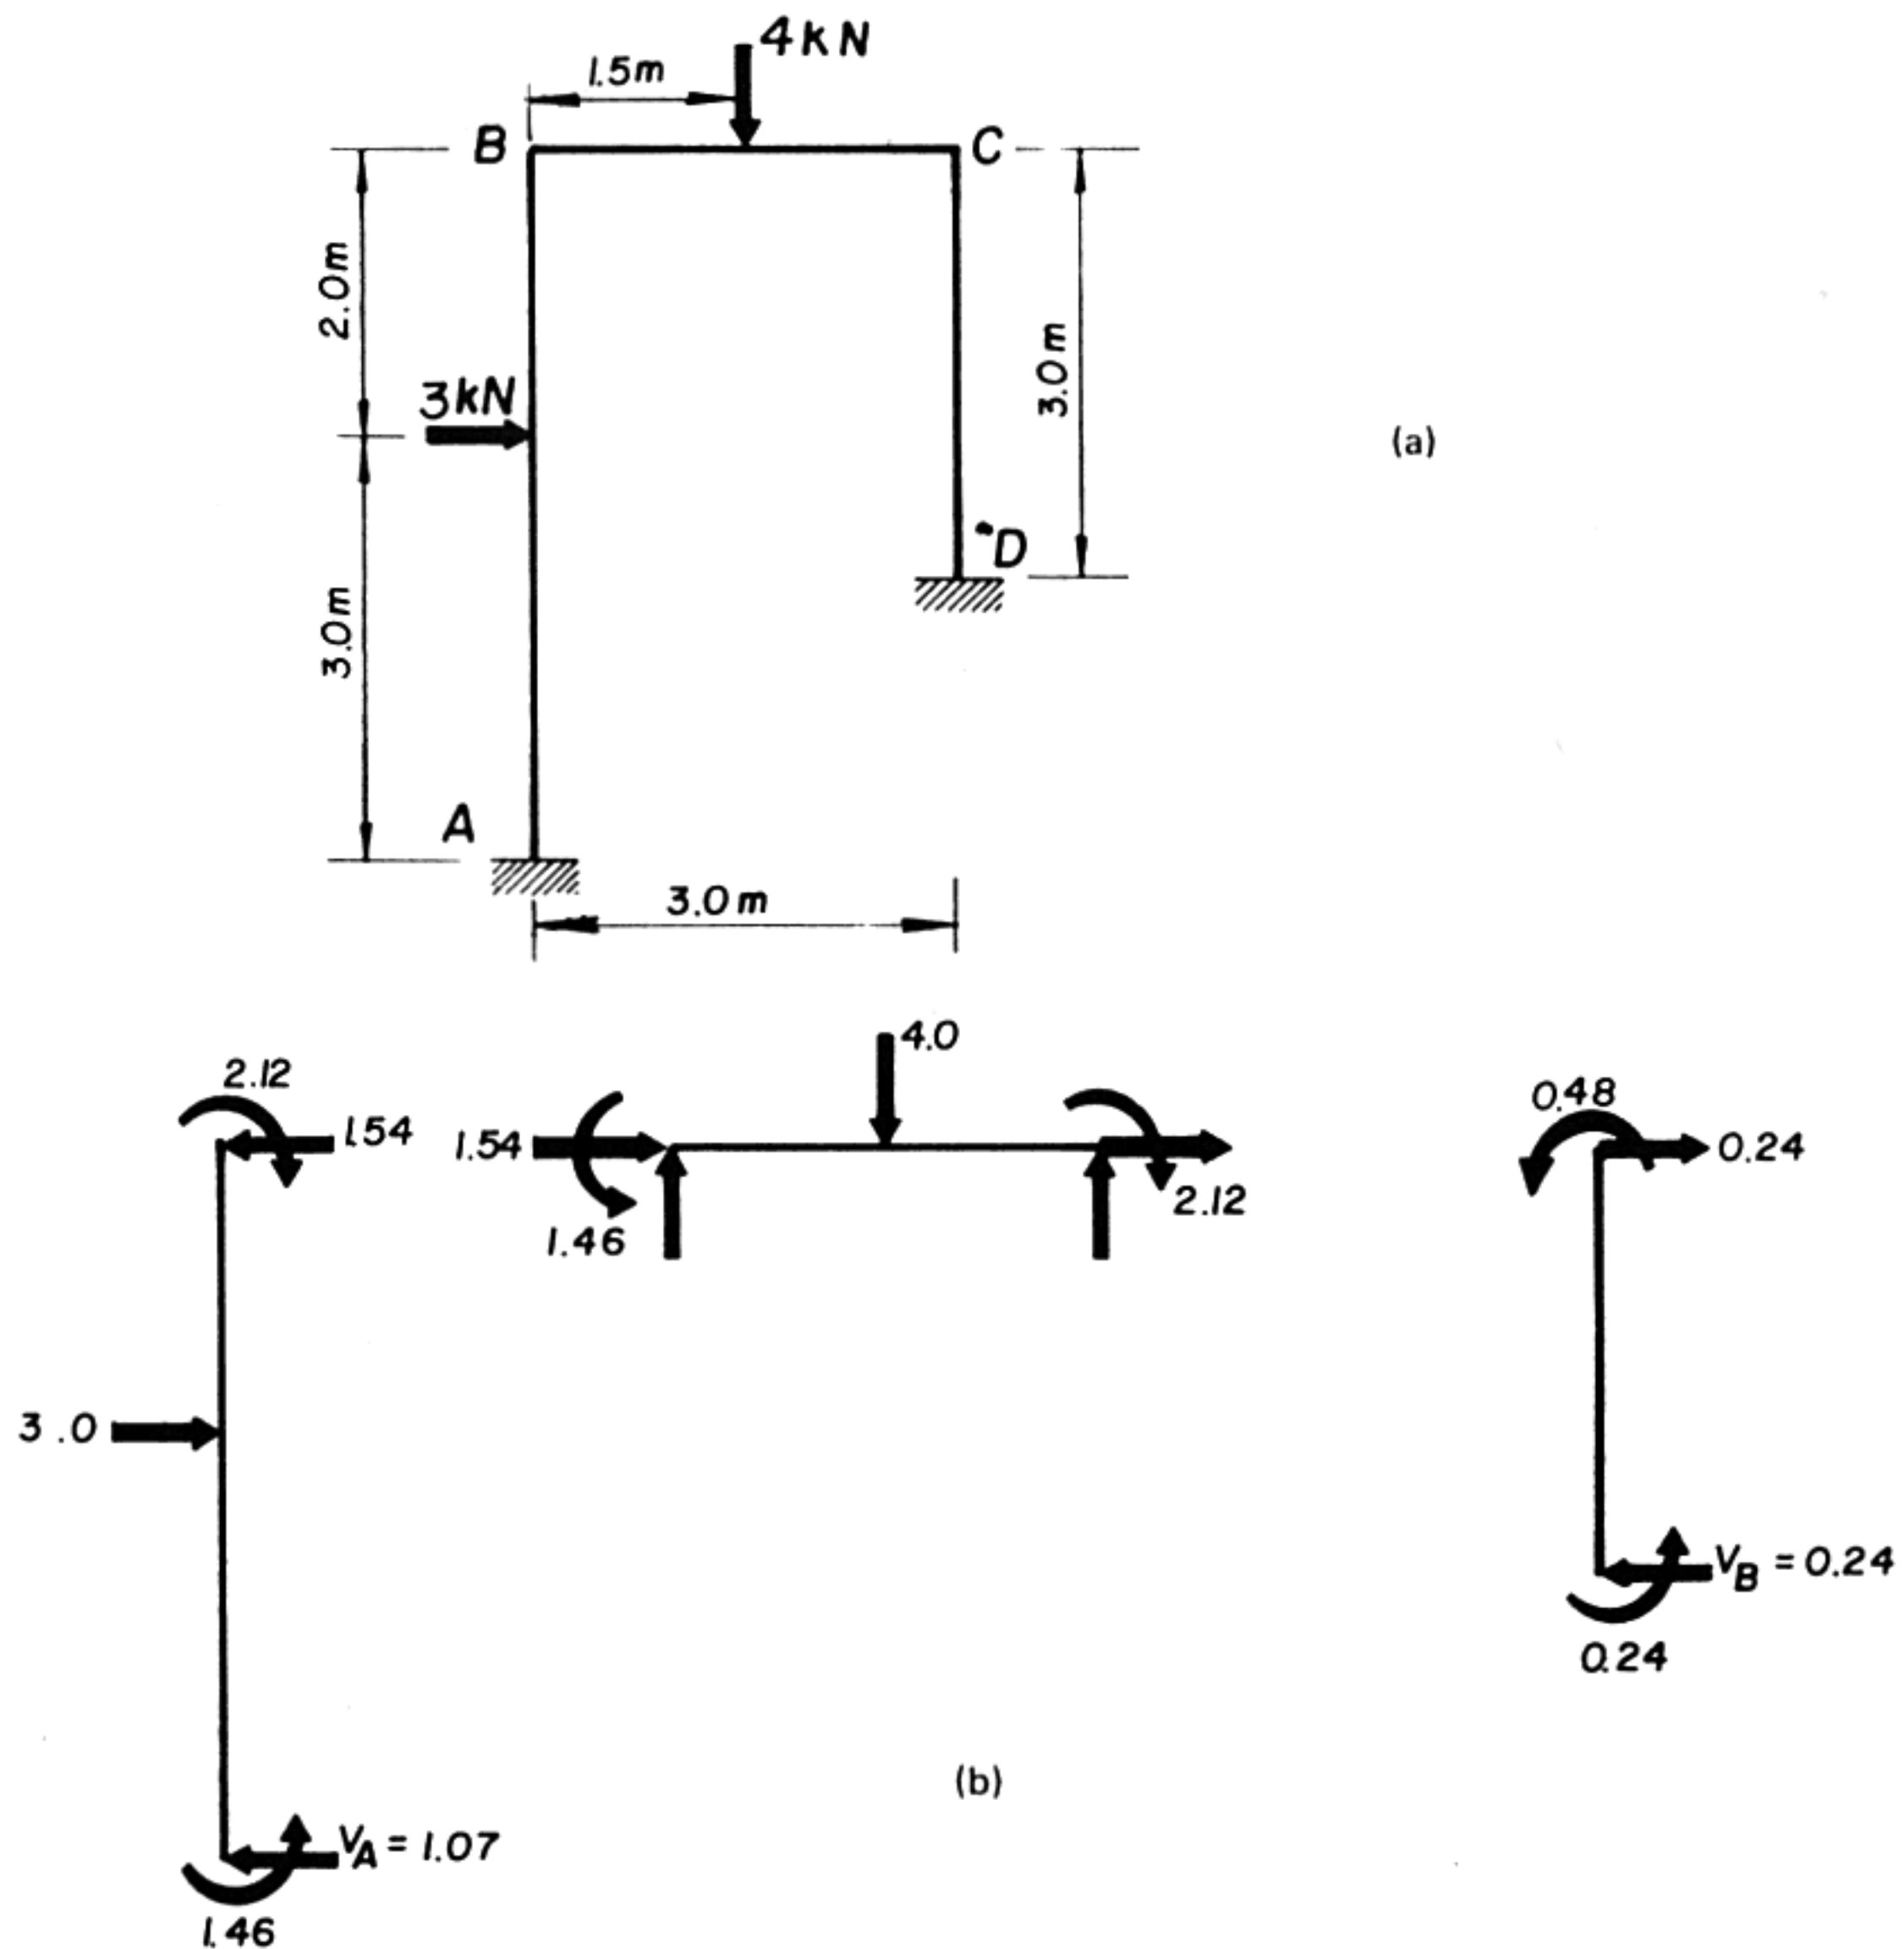 4kN
1.5m
B
C
2.0m
3.0m
3kN
(a)
D
3.0m
A
3.0m
4.0
2.12
0.48
1.54
1.54
0.24
2.12
1.46
3.0
V_B = 0.24
0.24
(b)
V_A = 1.07
1.46